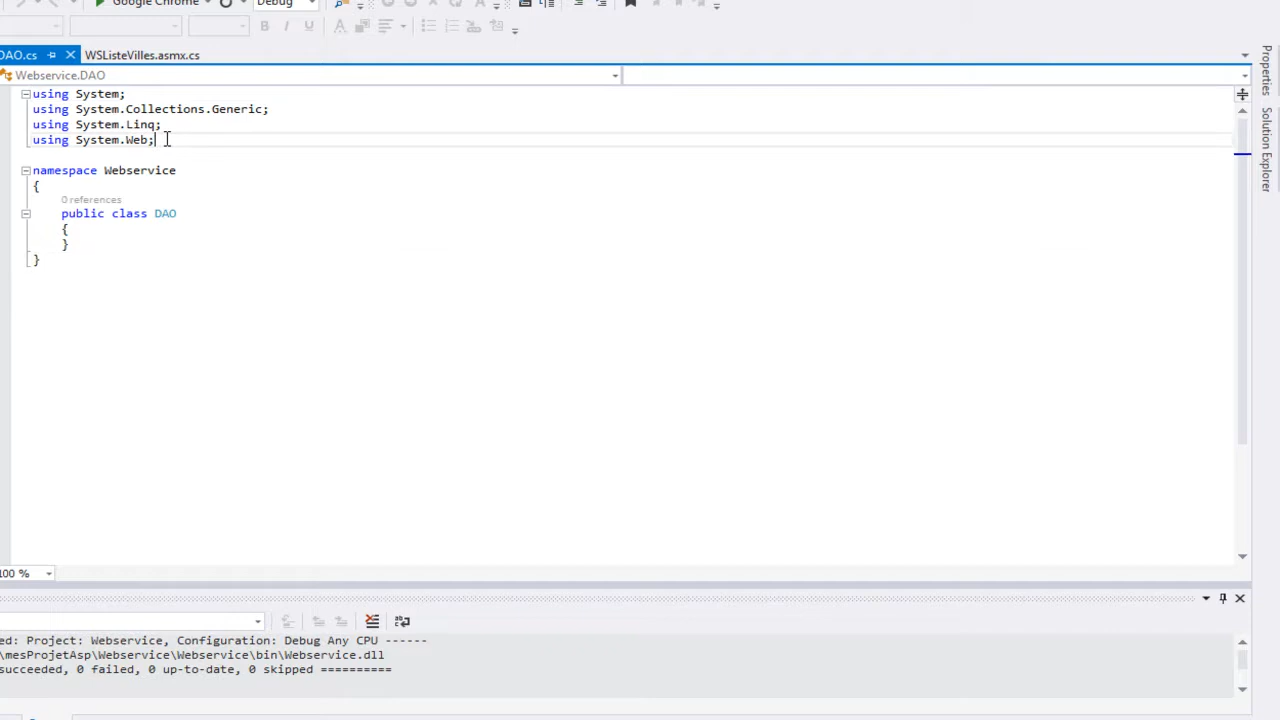 Google Chrome
Debug
B I U
DAO.cs
WSListeVilles.asmx.cs
Webservice.DAO
using System;
using System.Collections.Generic;
using System.Linq;
using System.Web;
namespace Webservice
{
0 references
public class DAO
{
}
}
Properties
Solution Explorer
100 %
ed: Project: Webservice, Configuration: Debug Any CPU ------
\mesProjetAsp\Webservice\Webservice\bin\Webservice.dll
succeeded, 0 failed, 0 up-to-date, 0 skipped ==========